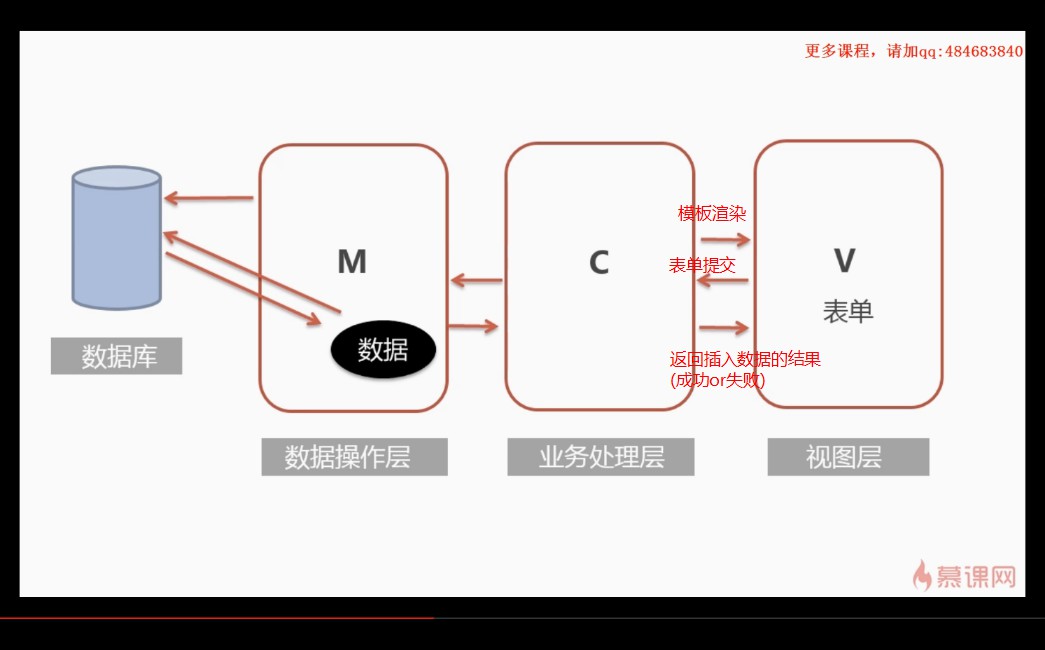 更多课程，请加qq:484683840
模板渲染
M
C
表单提交
V
表单
数据
数据库
返回插入数据的结果
(成功or失败)
数据操作层
业务处理层
视图层
慕课网